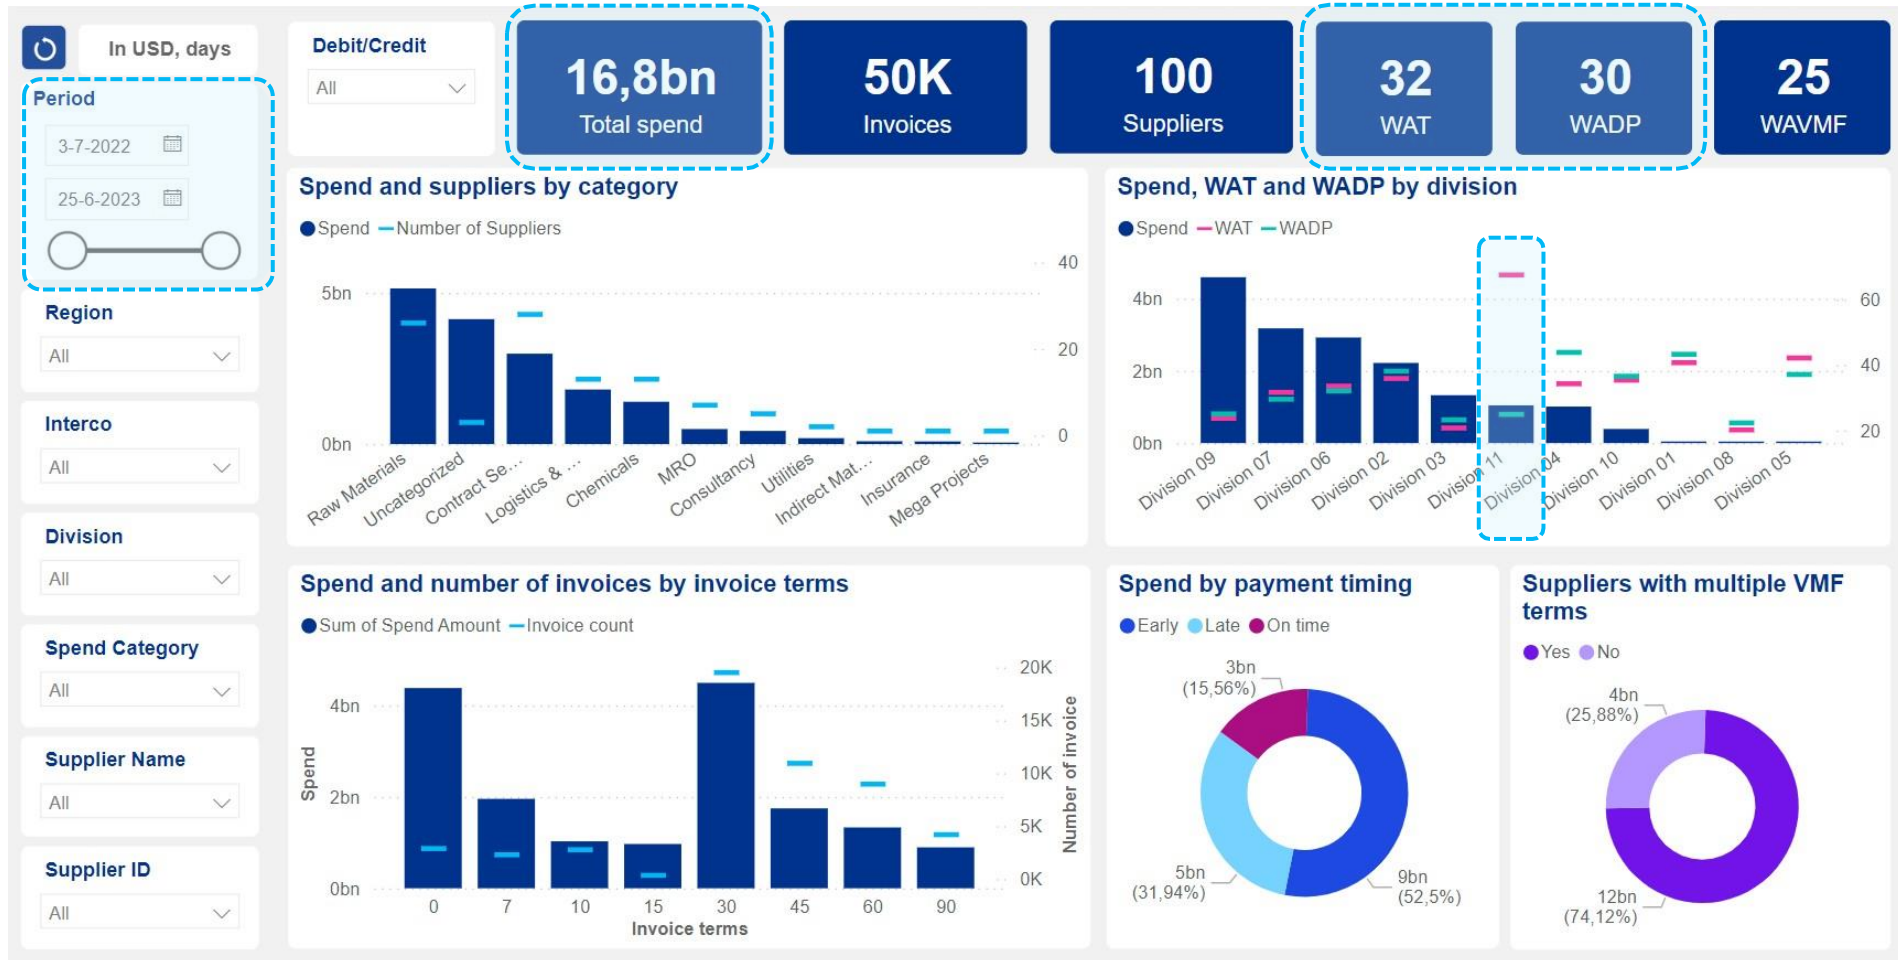 In USD, days
Period
3-7-2022
25-6-2023
Region
All
Interco
All
Division
All
Spend Category
All
Supplier Name
All
Supplier ID
All
Debit/Credit
All
16,8bn
Total spend
50K
Invoices
100
Suppliers
32
WAT
30
WADP
25
WAVMF
Spend and suppliers by category
Spend
Number of Suppliers
5bn
0bn
40
20
0
Raw Materials
Uncategorized
Contract Se...
Logistics & ...
Chemicals
MRO
Consultancy
Utilities
Indirect Mat...
Insurance
Mega Projects
Spend, WAT and WADP by division
Spend
WAT
WADP
4bn
2bn
0bn
60
40
20
Division 09
Division 07
Division 06
Division 02
Division 03
Division 11
Division 04
Division 10
Division 01
Division 08
Division 05
Spend and number of invoices by invoice terms
Sum of Spend Amount
Invoice count
Spend
4bn
2bn
0bn
20K
15K
10K
5K
0K
Number of invoice
0
7
10
15
30
45
60
90
Invoice terms
Spend by payment timing
Early
Late
On time
3bn
(15,56%)
5bn
(31,94%)
9bn
(52,5%)
Suppliers with multiple VMF
terms
Yes
No
4bn
(25,88%)
12bn
(74,12%)